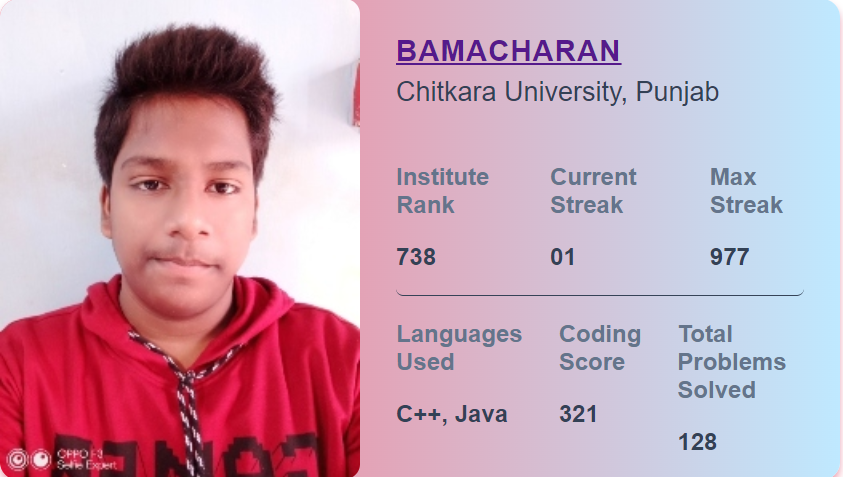 BAMACHARAN
Chitkara University, Punjab
Institute Rank
Current Streak
Max Streak
738
01
977
Languages Used
Coding Score
Total Problems Solved
C++, Java
321
128
OPPO F3
Selfie Expert